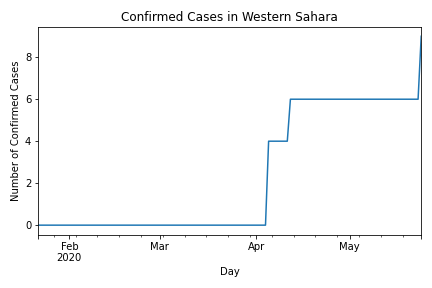 Confirmed Cases in Western Sahara
Number of Confirmed Cases
8
6
4
2
0
Feb
2020
Mar
Apr
May
Day